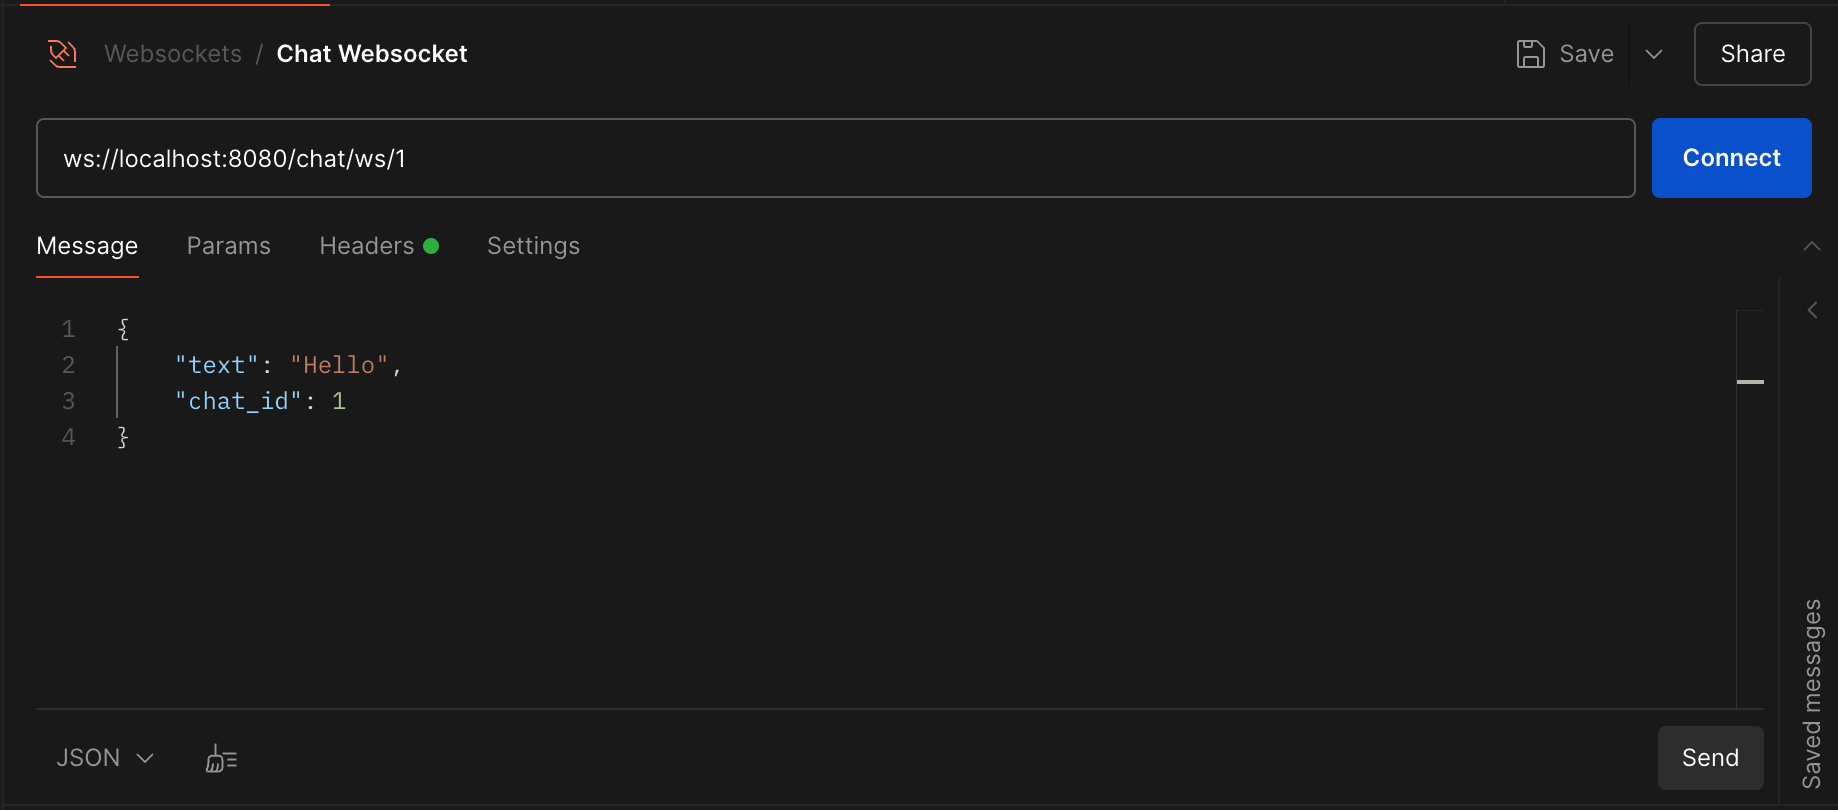 Websockets / Chat Websocket
Save
Share
ws://localhost:8080/chat/ws/1
Connect
Message Params Headers Settings
1 {
2 "text": "Hello",
3 "chat_id": 1
4 }
Saved messages
JSON
Send